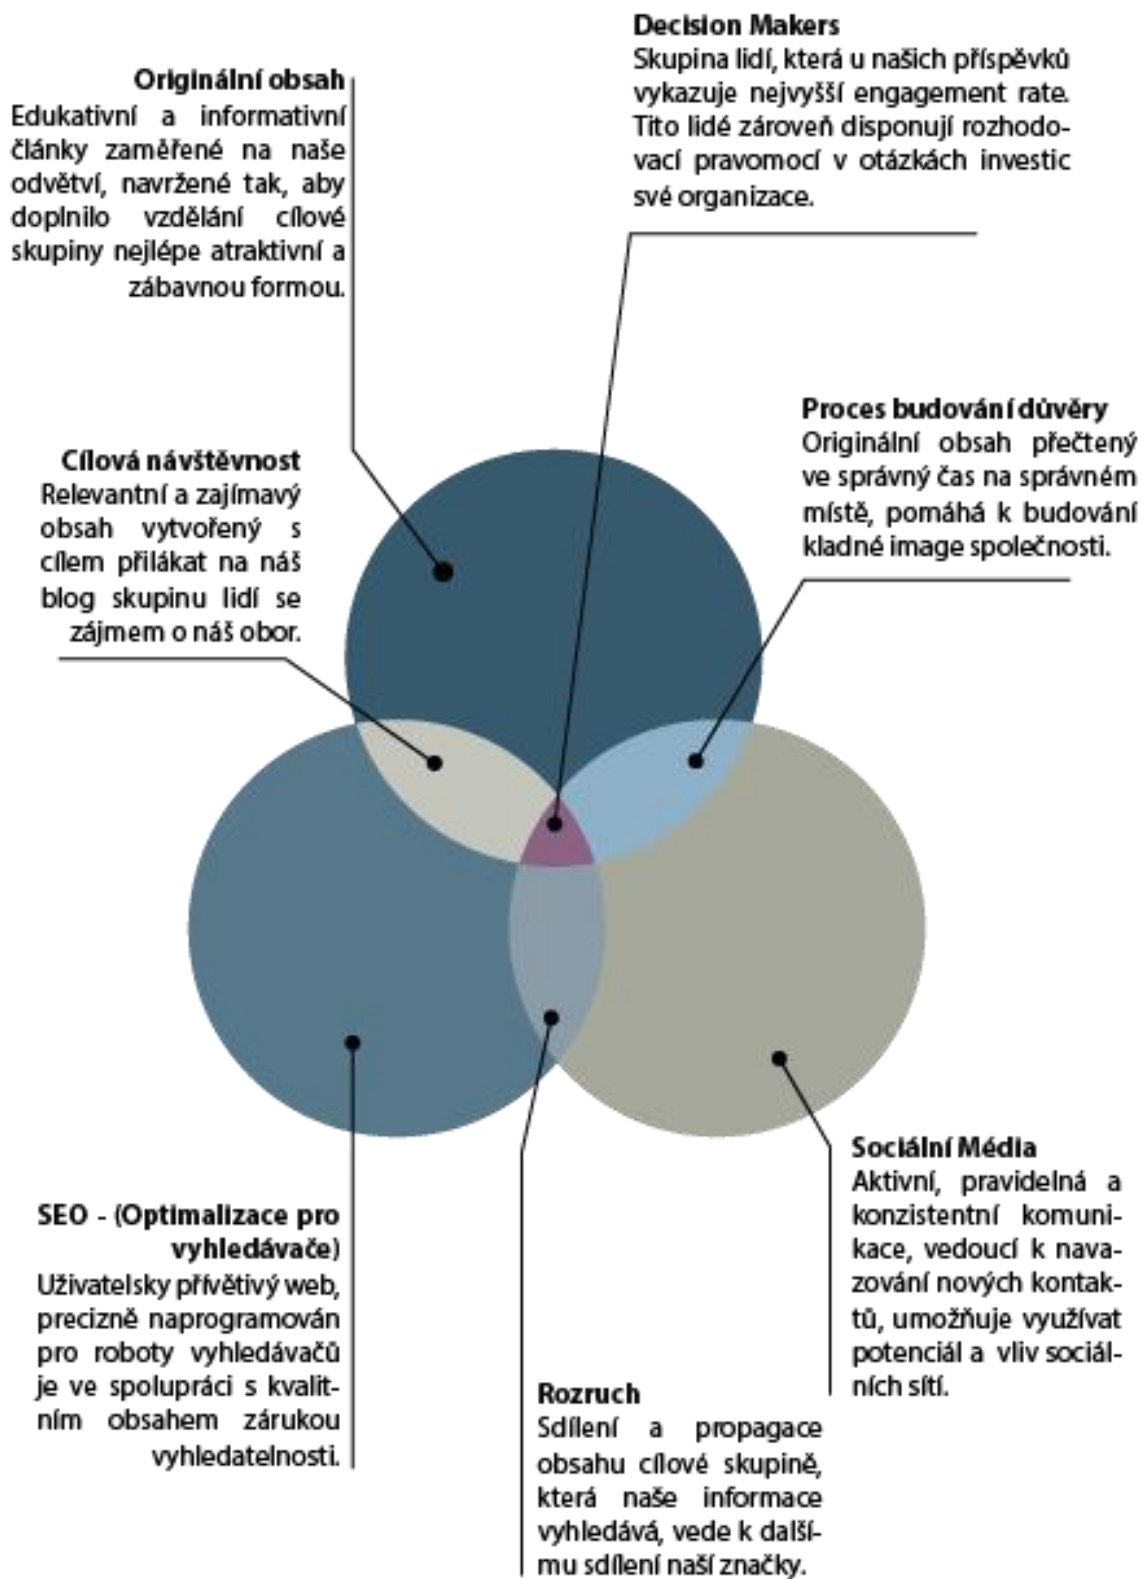 Decision Makers
Skupina lidí, která u našich příspěvků
vykazuje nejvyšší engagement rate.
Tito lidé zároveň disponují rozhodo-
vací pravomocí v otázkách investic
své organizace.
Originální obsah
Edukativní a informativní
články zaměřené na naše
odvětví, navržené tak, aby
doplnilo vzdělání cílové
skupiny nejlépe atraktivní a
zábavnou formou.
Proces budování důvěry
Originální obsah přečtený
ve správný čas na správném
místě, pomáhá k budování
kladné image společnosti.
Cílová návštěvnost
Relevantní a zajímavý
obsah vytvořený s
cílem přilákat na náš
blog skupinu lidí se
zájmem o náš obor.
Sociální Média
Aktivní, pravidelná a
konzistentní komuni-
kace, vedoucí k nava-
zování nových kontak-
tů, umožňuje využívat
potenciál a vliv sociál-
ních sítí.
SEO - (Optimalizace pro
vyhledávače)
Uživatelsky přívětivý web,
precizně naprogramován
pro roboty vyhledávačů
je ve spolupráci s kvalit-
ním obsahem zárukou
vyhledatelnosti.
Rozruch
Sdílení a propagace
obsahu cílové skupině,
která naše informace
vyhledává, vede k další-
mu sdílení naší značky.